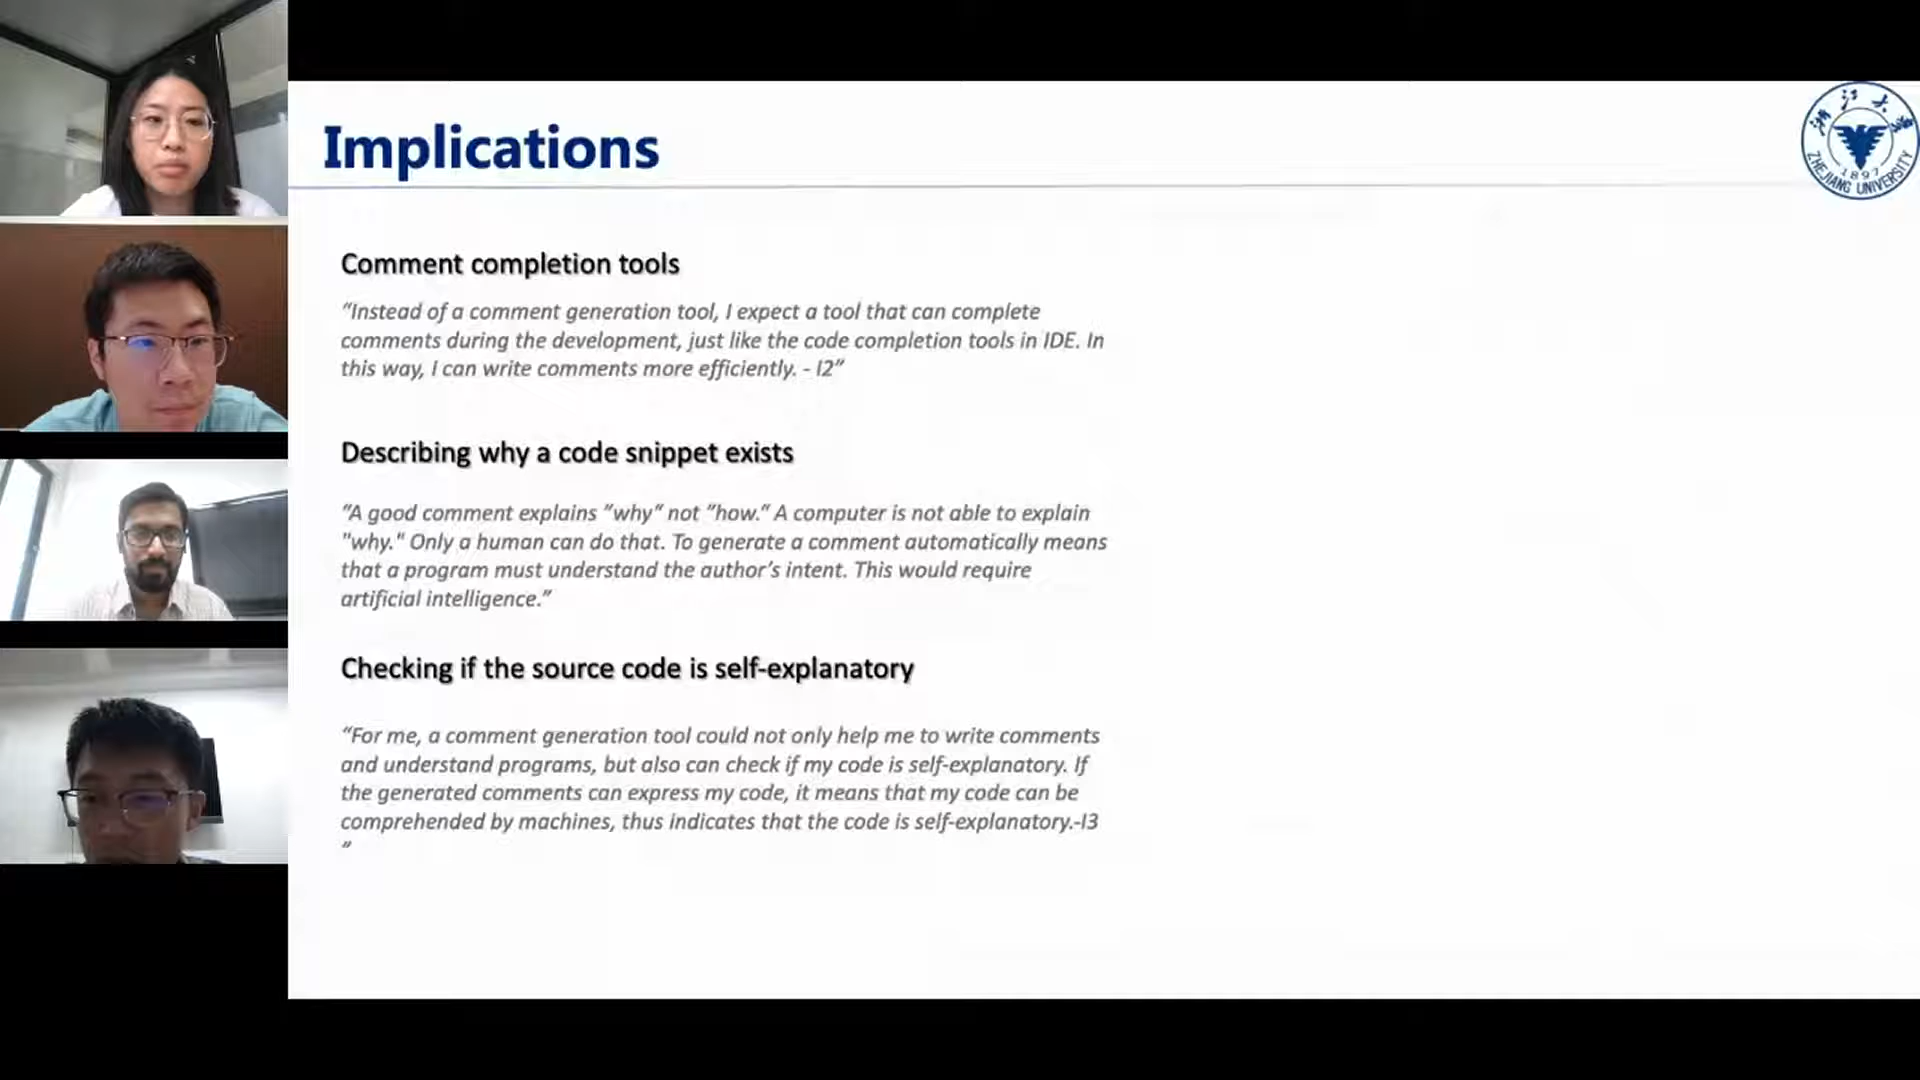 Implications
浙江大学
ZHEJIANG UNIVERSITY
1897
Comment completion tools
“Instead of a comment generation tool, I expect a tool that can complete
comments during the development, just like the code completion tools in IDE. In
this way, I can write comments more efficiently. - I2”
Describing why a code snippet exists
“A good comment explains ”why“ not ”how.“ A computer is not able to explain
"why." Only a human can do that. To generate a comment automatically means
that a program must understand the author’s intent. This would require
artificial intelligence.”
Checking if the source code is self-explanatory
“For me, a comment generation tool could not only help me to write comments
and understand programs, but also can check if my code is self-explanatory. If
the generated comments can express my code, it means that my code can be
comprehended by machines, thus indicates that the code is self-explanatory.-I3
”